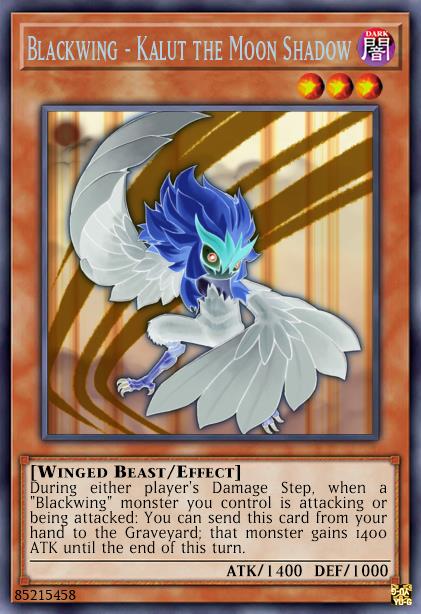 Blackwing - Kalut the Moon Shadow
DARK
闇
[Winged Beast/Effect]
During either player's Damage Step, when a
"Blackwing" monster you control is attacking or
being attacked: You can send this card from your
hand to the Graveyard; that monster gains 1400
ATK until the end of this turn.
ATK/1400 DEF/1000
85215458